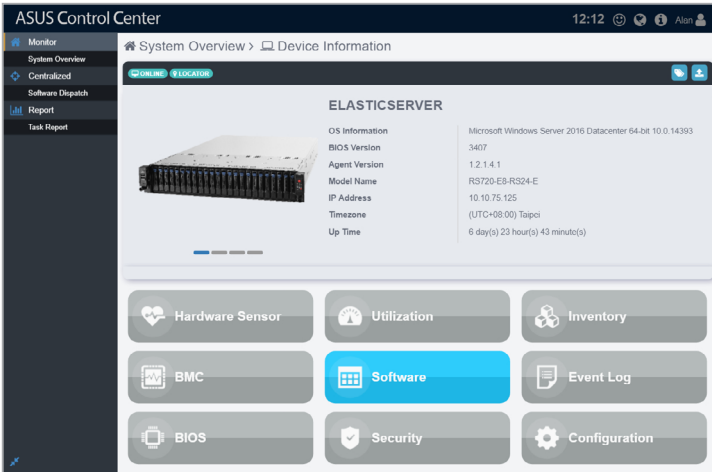 ASUS Control Center
12:12 Alan
Monitor
System Overview
Centralized
Software Dispatch
Report
Task Report
System Overview > Device Information
ONLINE LOCATOR
ELASTICSERVER
OS Information Microsoft Windows Server 2016 Datacenter 64-bit 10.0.14393
BIOS Version 3407
Agent Version 1.2.1.4.1
Model Name RS720-E8-RS24-E
IP Address 10.10.75.125
Timezone (UTC+08:00) Taipei
Up Time 6 day(s) 23 hour(s) 43 minute(s)
Hardware Sensor Utilization Inventory
BMC Software Event Log
BIOS Security Configuration